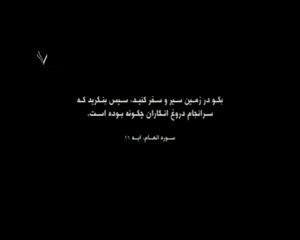 بگو در زمین سیر و سفر کنید، سپس بنگرید که
سرانجام دروغ انگاران چگونه بوده است.
سوره انعام، آیه ۱۱